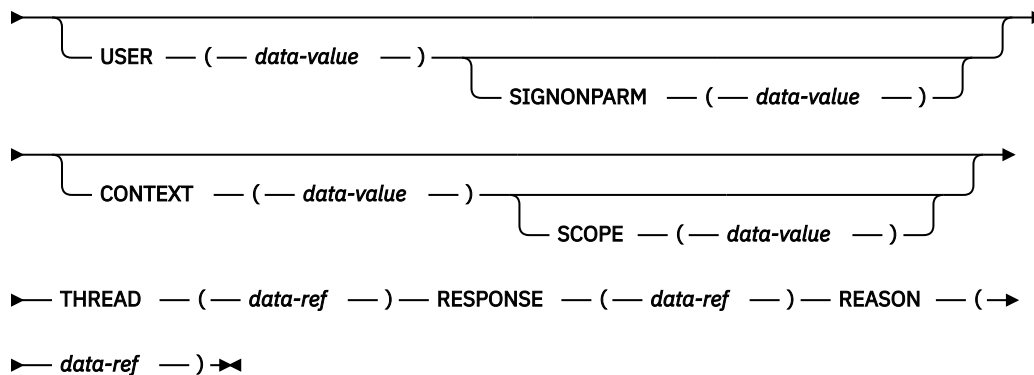 USER ( data-value )
SIGNONPARM ( data-value )
CONTEXT ( data-value )
SCOPE ( data-value )
THREAD ( data-ref ) RESPONSE ( data-ref ) REASON (
data-ref )